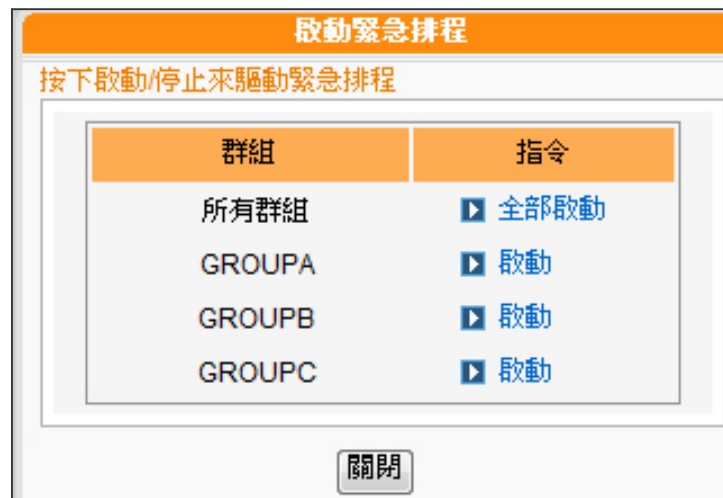 啟動緊急排程
按下啟動/停止來驅動緊急排程
群組 指令
所有群組 全部啟動
GROUPA 啟動
GROUPB 啟動
GROUPC 啟動
關閉